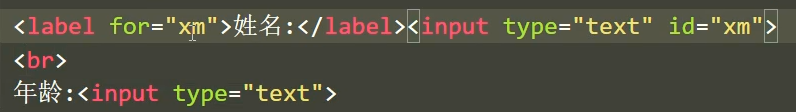 <label for="xm">姓名:</label><input type="text" id="xm">
<br>
年龄:<input type="text">